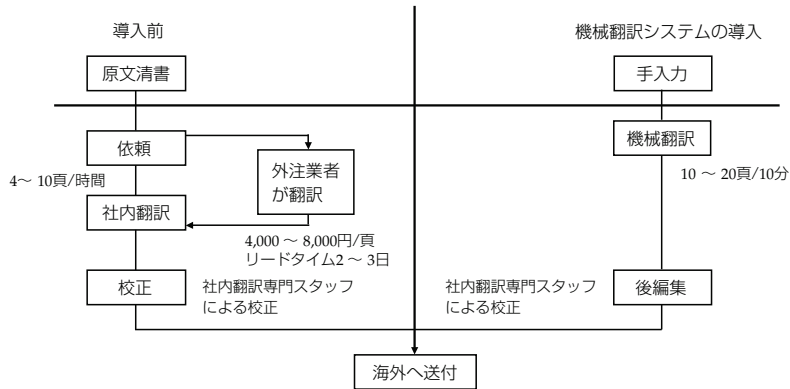 導入前
機械翻訳システムの導入
原文清書
手入力
依頼
機械翻訳
外注業者
が翻訳
4〜 10頁/時間
10 〜 20頁/10分
社内翻訳
4,000 〜 8,000円/頁
リードタイム2 〜 3日
校正
社内翻訳専門スタッフ
による校正
社内翻訳専門スタッフ
による校正
後編集
海外へ送付